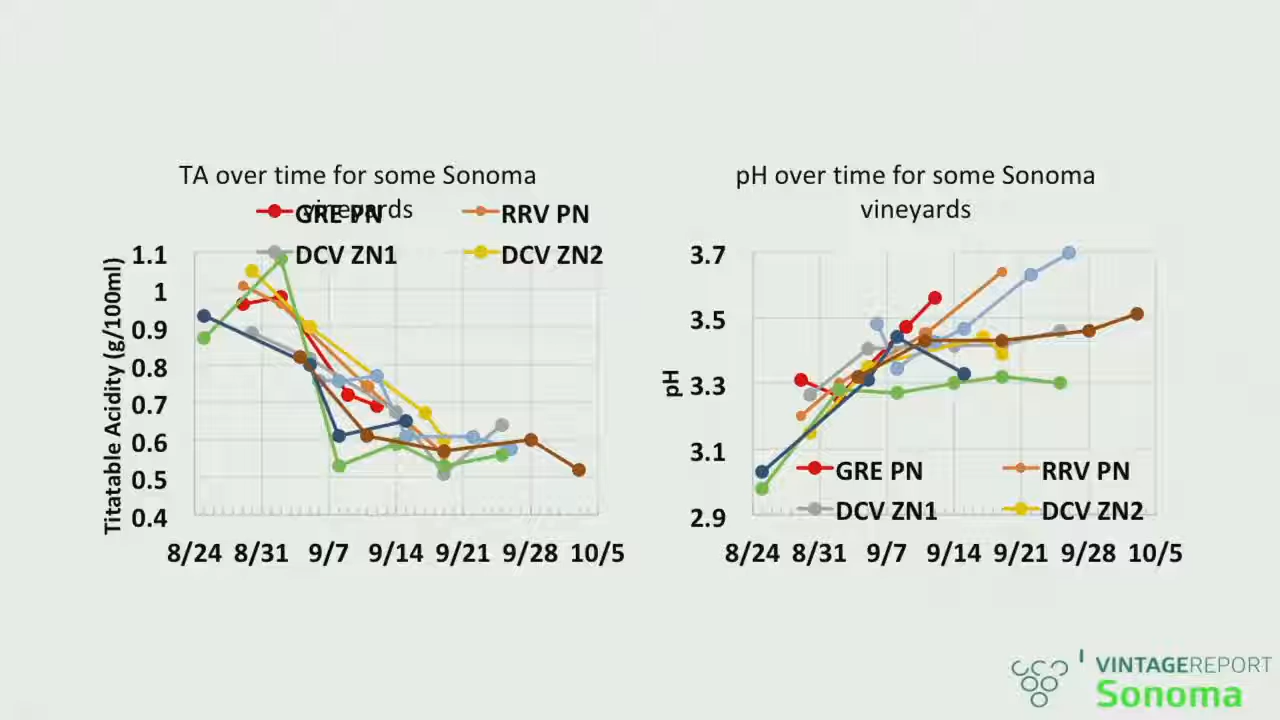 TA over time for some Sonoma
vineyards
GRE PN
RRV PN
DCV ZN1
DCV ZN2
Titatable Acidity (g/100ml)
1.1
1
0.9
0.8
0.7
0.6
0.5
0.4
8/24 8/31 9/7 9/14 9/21 9/28 10/5
pH over time for some Sonoma
vineyards
pH
3.7
3.5
3.3
3.1
2.9
GRE PN
RRV PN
DCV ZN1
DCV ZN2
8/24 8/31 9/7 9/14 9/21 9/28 10/5
VINTAGEREPORT
Sonoma